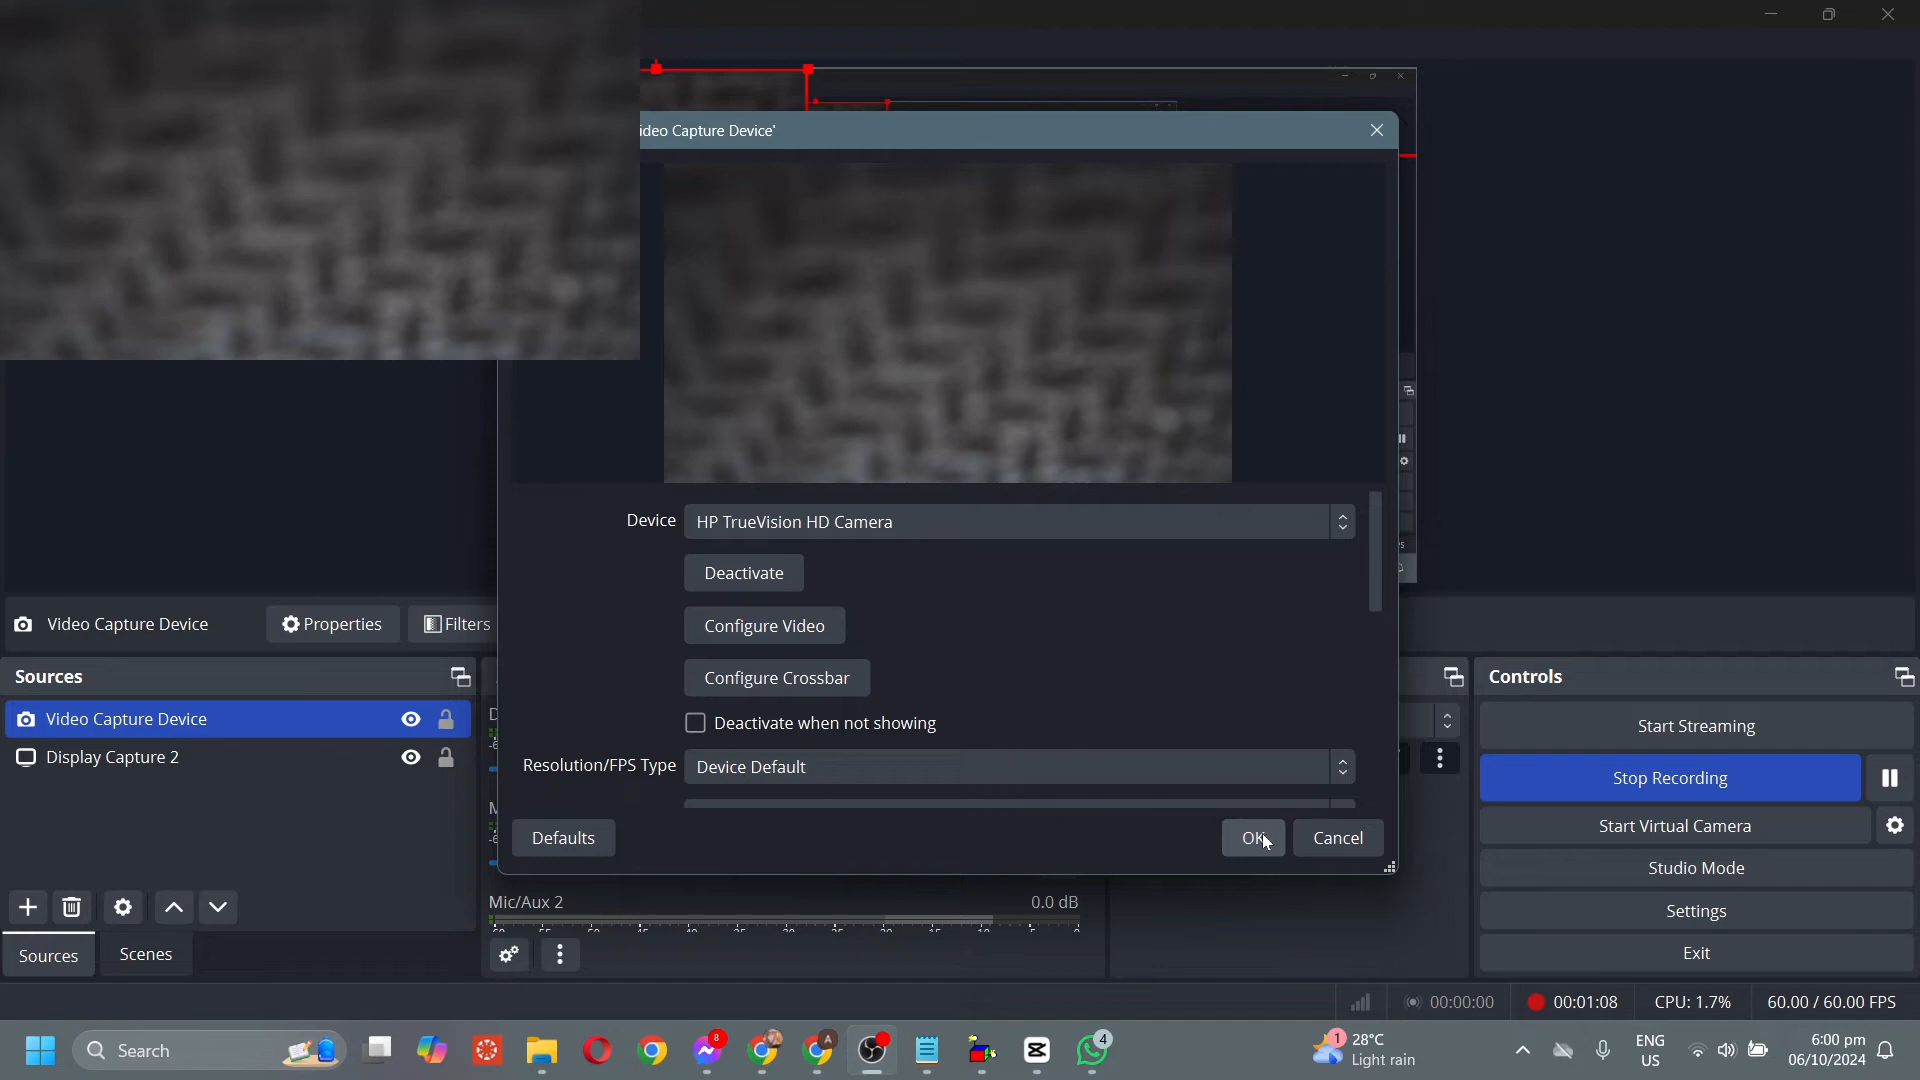 ideo Capture Device'
Device
HP TrueVision HD Camera
Deactivate
Configure Video
Configure Crossbar
Deactivate when not showing
Resolution/FPS Type
Device Default
Defaults
OK
Cancel
Video Capture Device
Properties
Filters
Sources
Video Capture Device
Display Capture 2
Sources
Scenes
Mic/Aux 2
0.0 dB
Controls
Start Streaming
Stop Recording
Start Virtual Camera
Studio Mode
Settings
Exit
00:00:00
00:01:08
CPU: 1.7%
60.00 / 60.00 FPS
Search
8
A
4
1
28°C
Light rain
ENG
US
6:00 pm
06/10/2024